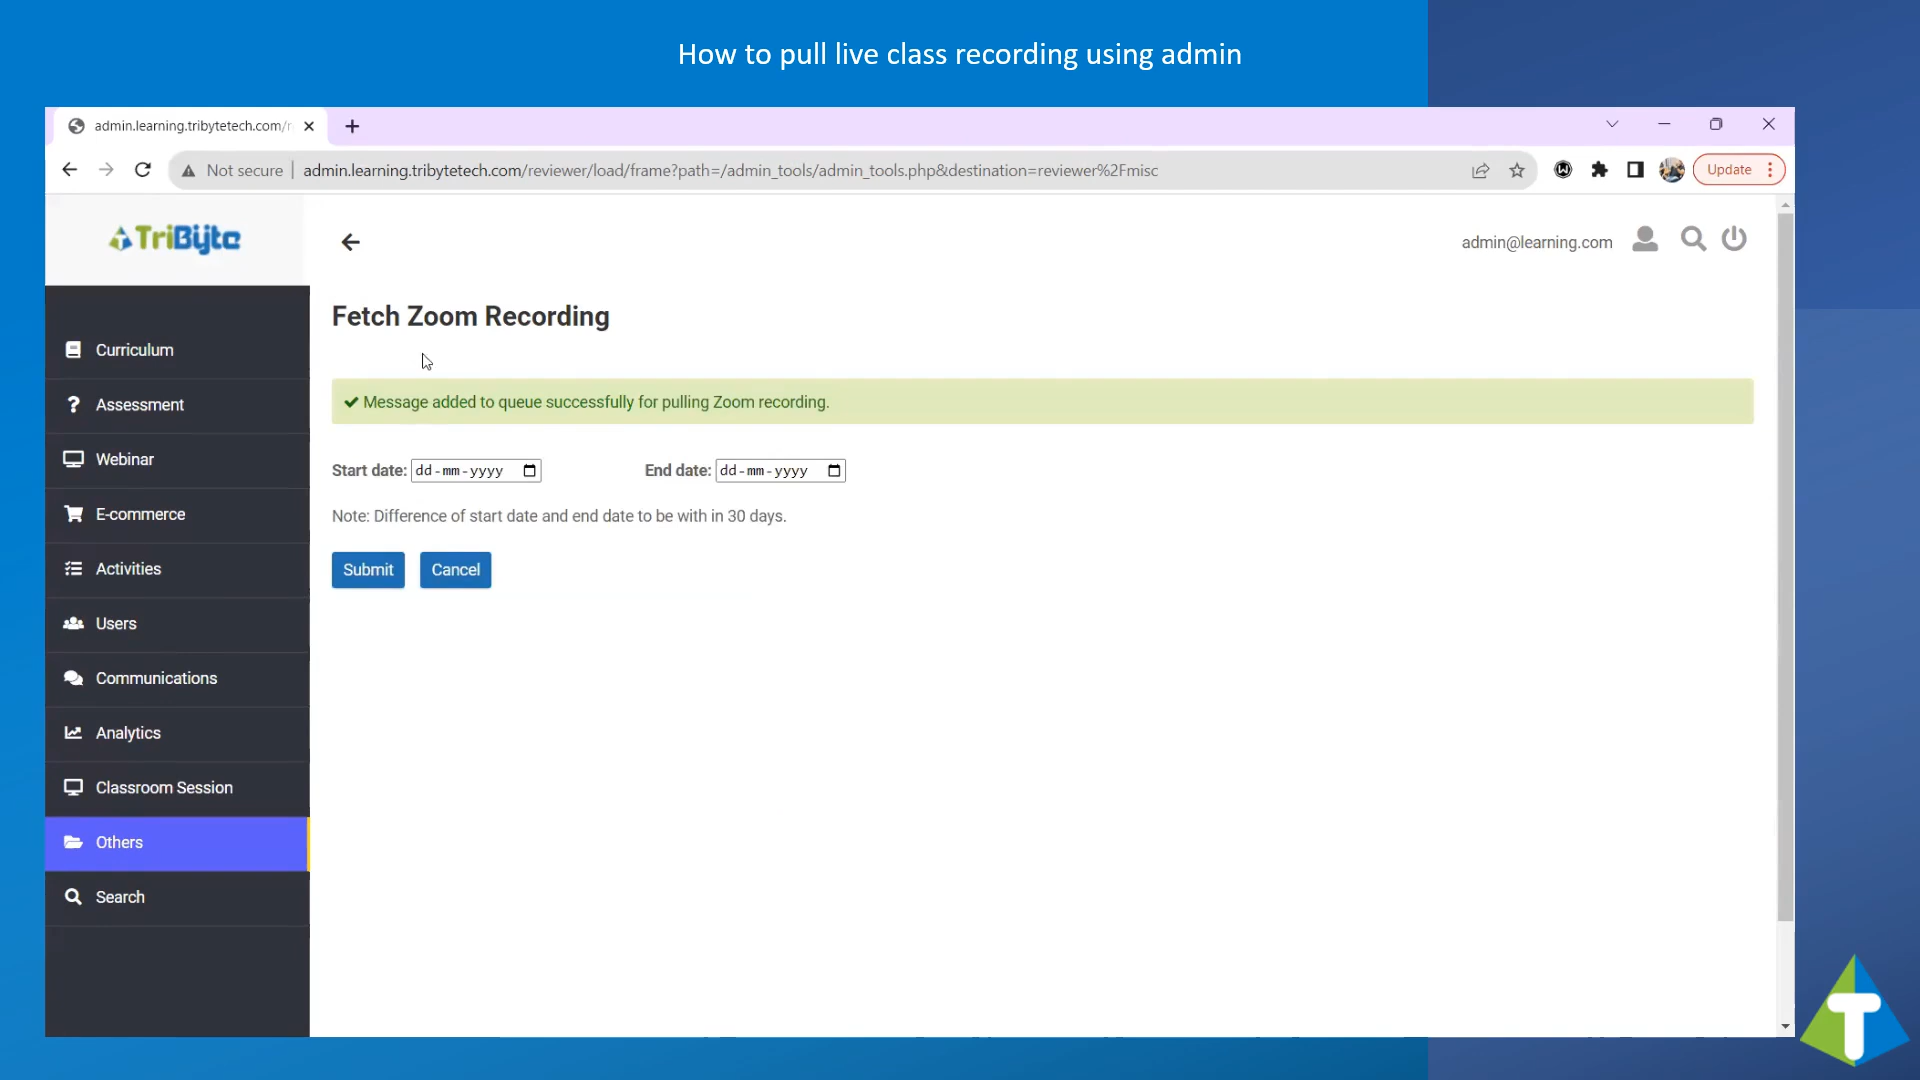 How to pull live class recording using admin
admin.learning.tribytetech.com/r
Not secure
admin.learning.tribytetech.com/reviewer/load/frame?path=/admin_tools/admin_tools.php&destination=reviewer%2Fmisc
Update
TriByte
admin@learning.com
Fetch Zoom Recording
Curriculum
Message added to queue successfully for pulling Zoom recording.
Assessment
Start date: dd-mm-yyyy End date: dd-mm-yyyy
Webinar
Note: Difference of start date and end date to be with in 30 days.
E-commerce
Submit Cancel
Activities
Users
Communications
Analytics
Classroom Session
Others
Search
T